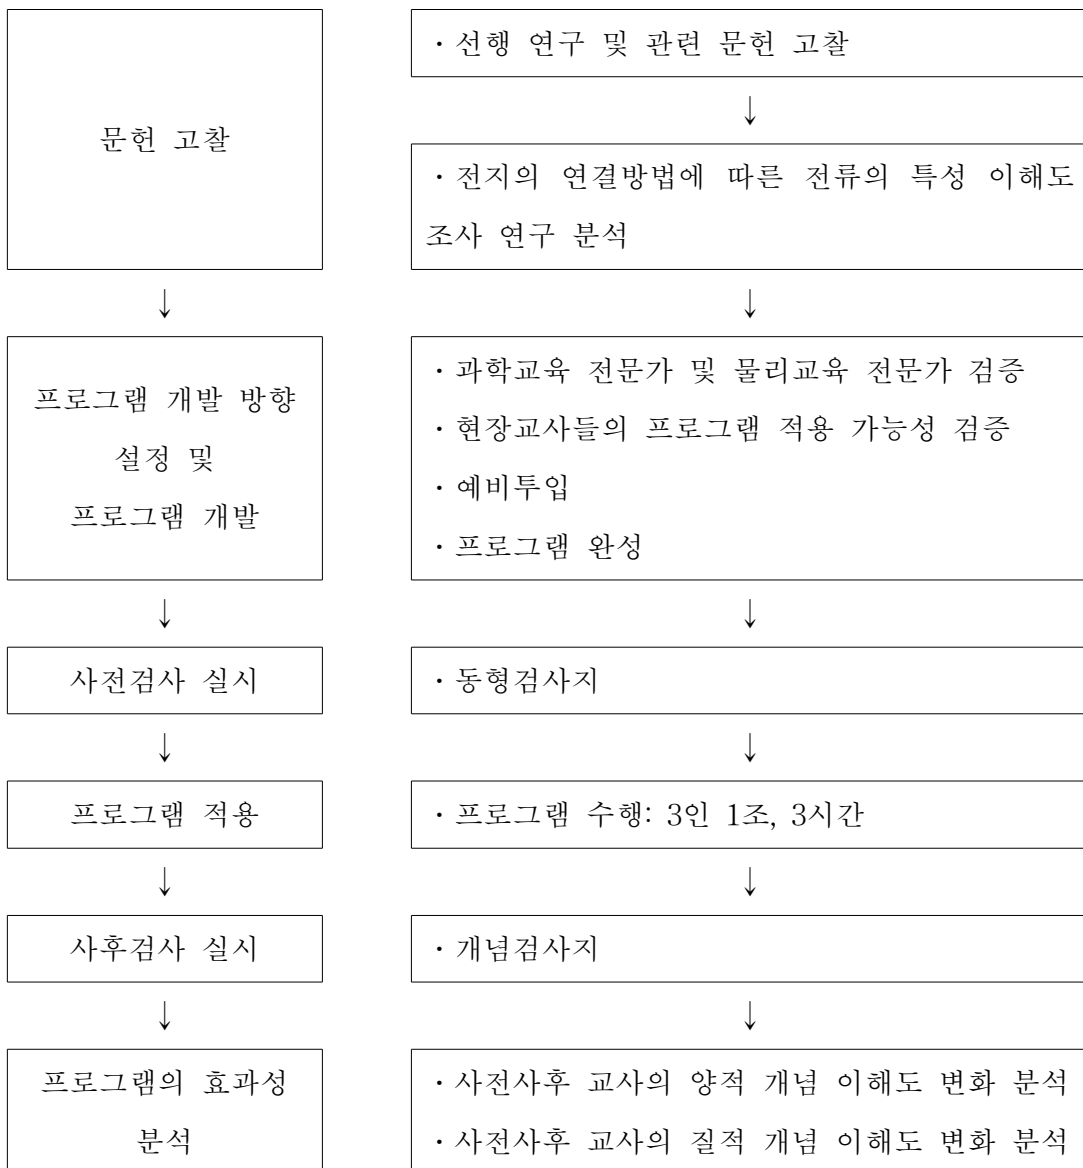 문헌 고찰
· 선행 연구 및 관련 문헌 고찰
↓
· 전지의 연결방법에 따른 전류의 특성 이해도
조사 연구 분석
↓
↓
프로그램 개발 방향
설정 및
프로그램 개발
· 과학교육 전문가 및 물리교육 전문가 검증
· 현장교사들의 프로그램 적용 가능성 검증
· 예비투입
· 프로그램 완성
↓
↓
사전검사 실시
· 동형검사지
↓
↓
프로그램 적용
· 프로그램 수행: 3인 1조, 3시간
↓
↓
사후검사 실시
· 개념검사지
↓
↓
프로그램의 효과성
분석
· 사전사후 교사의 양적 개념 이해도 변화 분석
· 사전사후 교사의 질적 개념 이해도 변화 분석